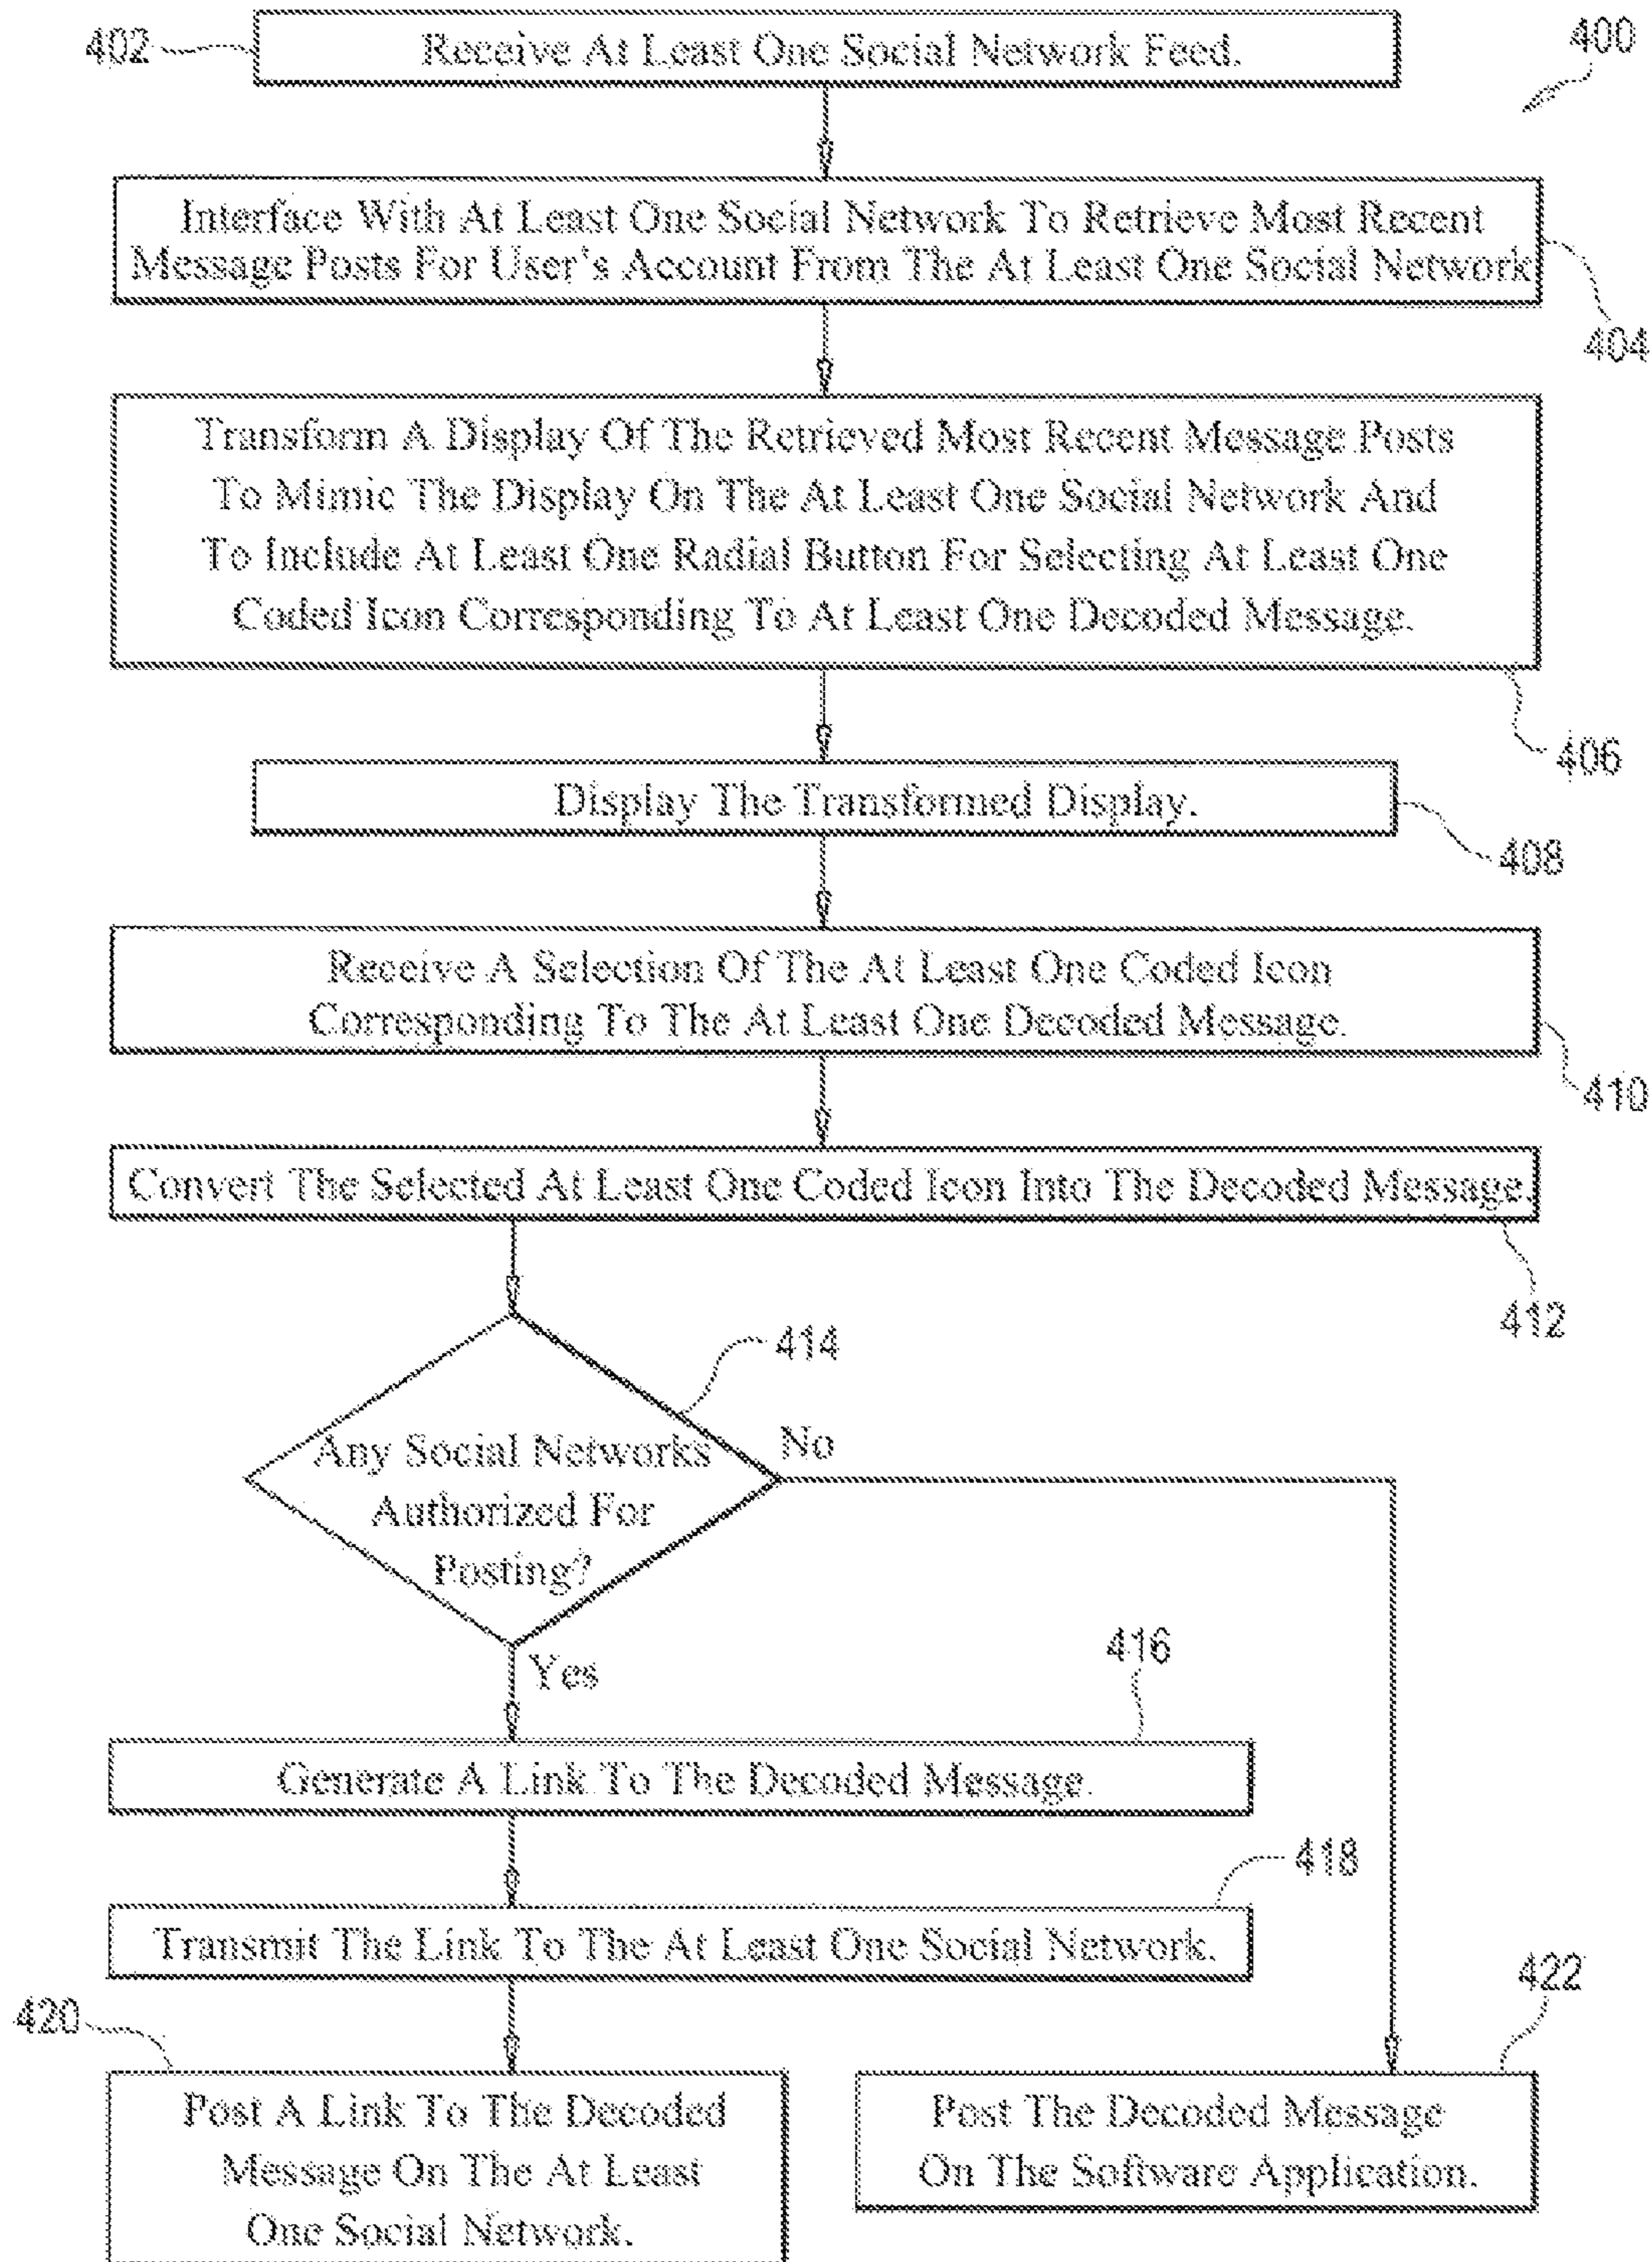 402
Receive At Least One Social Network Feed.
400
Interface With At Least One Social Network To Retrieve Most Recent
Message Posts For User's Account From The At Least One Social Network
404
Transform A Display Of The Retrieved Most Recent Message Posts
To Mimic The Display On The At Least One Social Network And
To Include At Least One Radial Button For Selecting At Least One
Coded Icon Corresponding To At Least One Decoded Message.
406
Display The Transformed Display.
408
Receive A Selection Of The At Least One Coded Icon
Corresponding To The At Least One Decoded Message.
410
Convert The Selected At Least One Coded Icon Into The Decoded Message.
412
414
Any Social Networks
Authorized For
Posting?
No
Yes
416
Generate A Link To The Decoded Message.
418
Transmit The Link To The At Least One Social Network.
420
Post A Link To The Decoded
Message On The At Least
One Social Network.
422
Post The Decoded Message
On The Software Application.